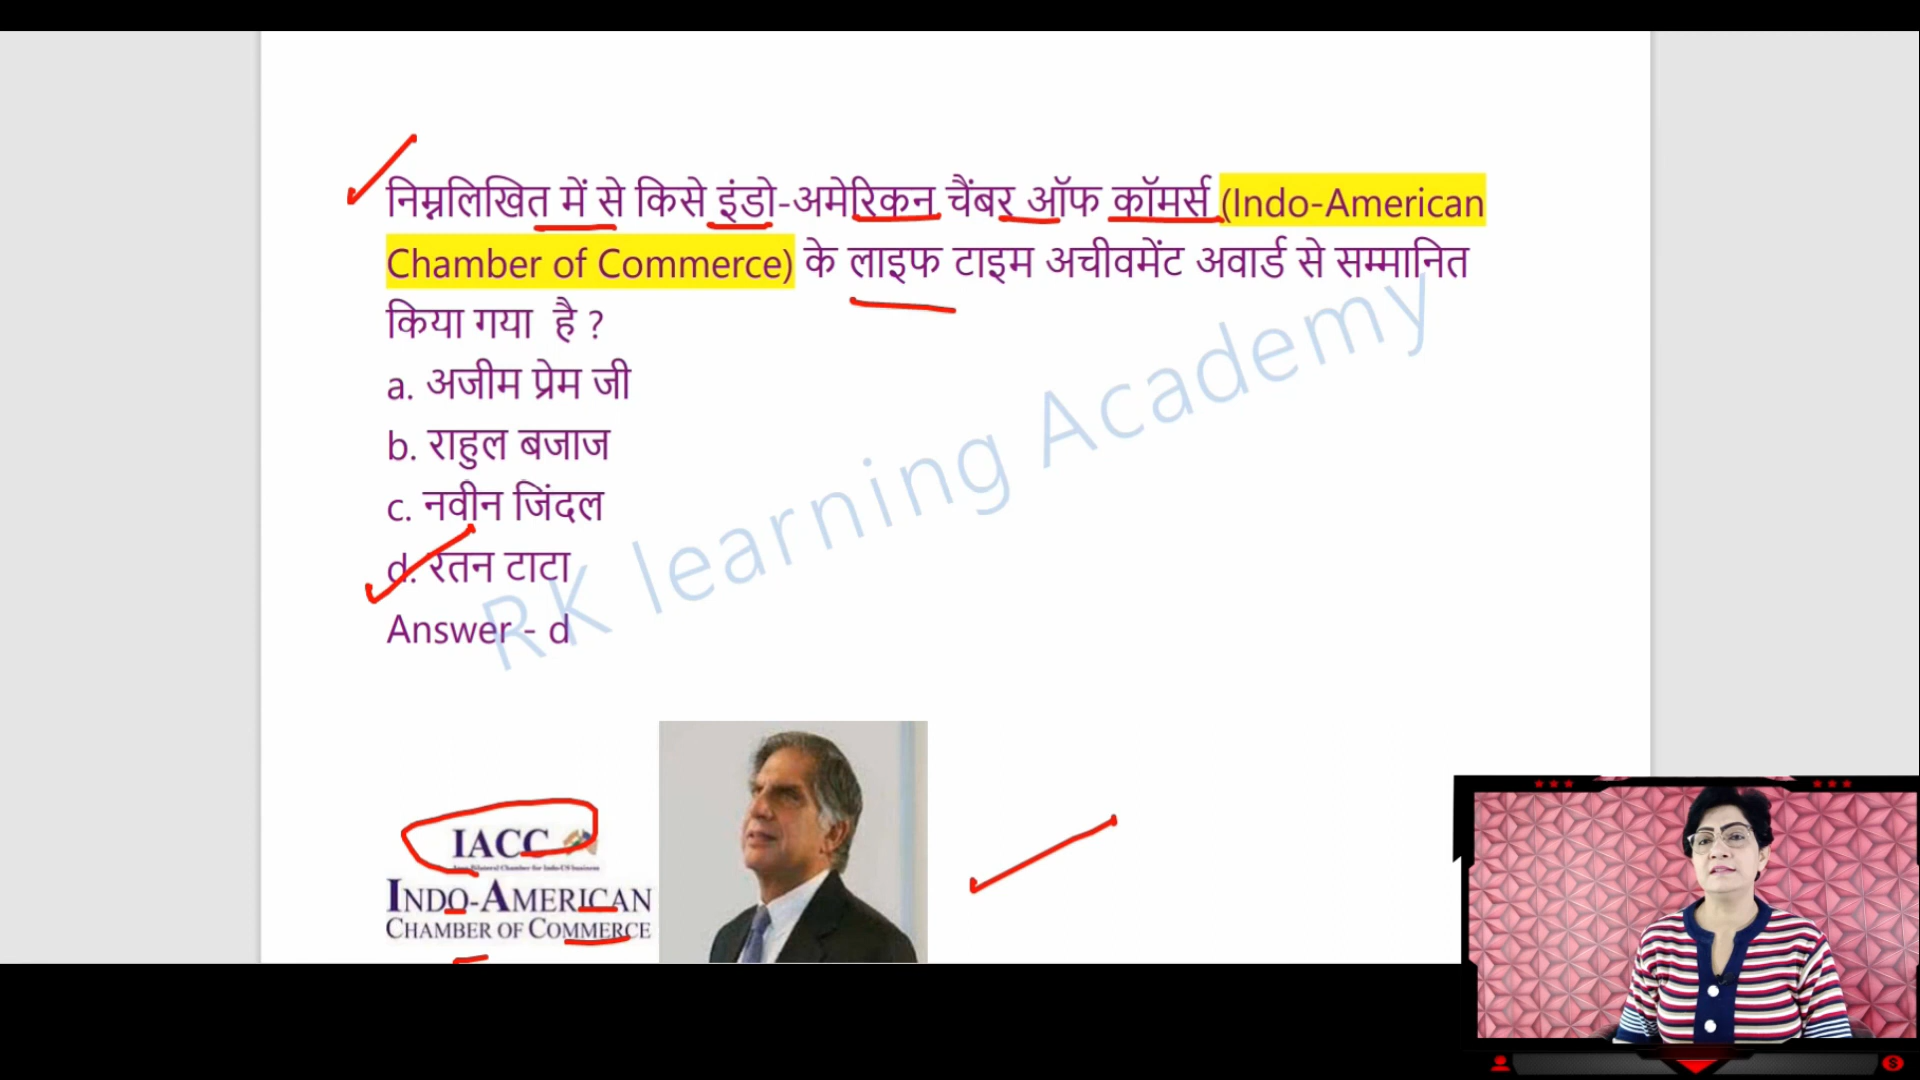 निम्नलिखित में से किसे इंडो-अमेरिकन चैंबर ऑफ कॉमर्स (Indo-American
Chamber of Commerce) के लाइफ टाइम अचीवमेंट अवार्ड से सम्मानित
किया गया है ?
a. अजीम प्रेम जी
b. राहुल बजाज
c. नवीन जिंदल
d. रतन टाटा
Answer - d
RK learning Academy
IACC
INDO-AMERICAN
CHAMBER OF COMMERCE